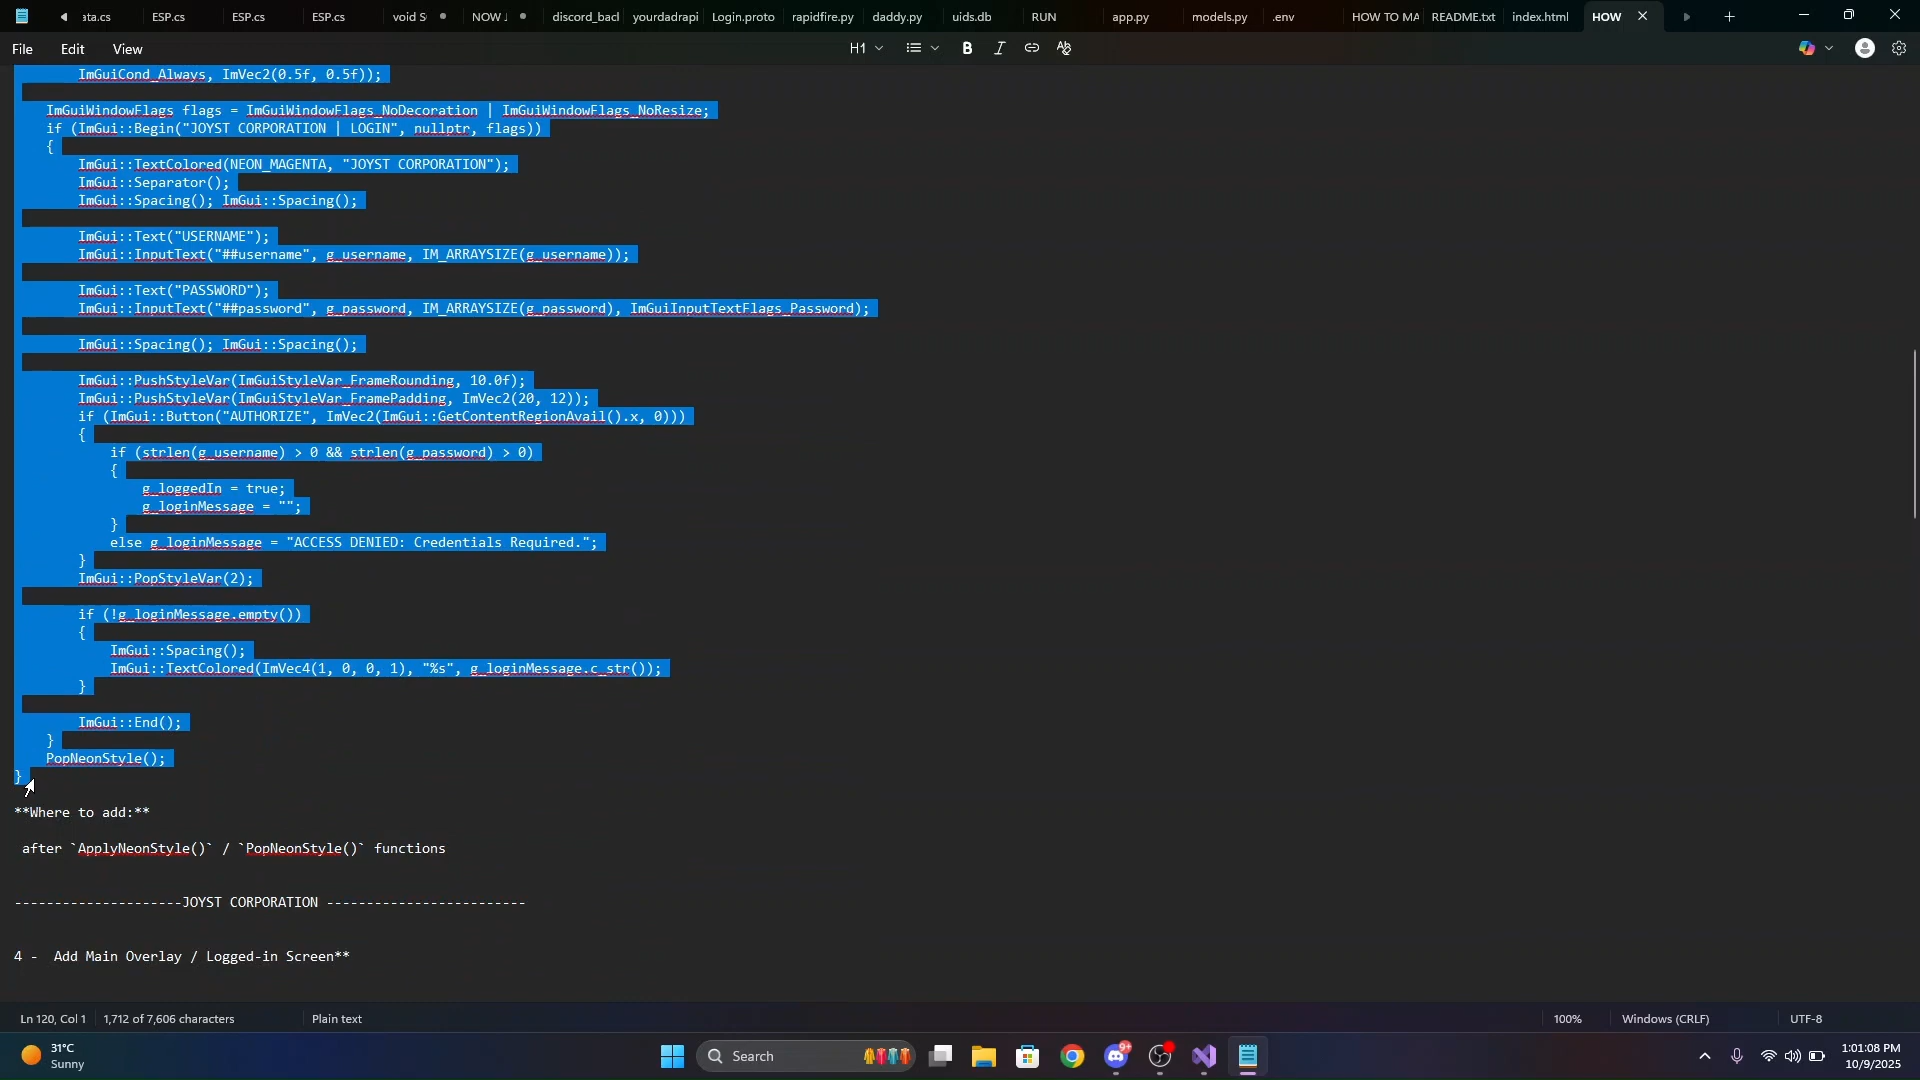 ata.cs ESP.cs ESP.cs ESP.cs void S NOW J discord_bacl yourdadrapi Login.proto rapidfire.py daddy.py uids.db RUN app.py models.py .env HOW TO MA README.txt index.html HOW
File Edit View H1
ImGuiCond_Always, ImVec2(0.5f, 0.5f));
ImGuiWindowFlags flags = ImGuiWindowFlags_NoDecoration | ImGuiWindowFlags_NoResize;
if (ImGui::Begin("JOYST CORPORATION | LOGIN", nullptr, flags))
{
ImGui::TextColored(NEON_MAGENTA, "JOYST CORPORATION");
ImGui::Separator();
ImGui::Spacing(); ImGui::Spacing();
ImGui::Text("USERNAME");
ImGui::InputText("##username", g_username, IM_ARRAYSIZE(g_username));
ImGui::Text("PASSWORD");
ImGui::InputText("##password", g_password, IM_ARRAYSIZE(g_password), ImGuiInputTextFlags_Password);
ImGui::Spacing(); ImGui::Spacing();
ImGui::PushStyleVar(ImGuiStyleVar_FrameRounding, 10.0f);
ImGui::PushStyleVar(ImGuiStyleVar_FramePadding, ImVec2(20, 12));
if (ImGui::Button("AUTHORIZE", ImVec2(ImGui::GetContentRegionAvail().x, 0)))
{
if (strlen(g_username) > 0 && strlen(g_password) > 0)
{
g_loggedIn = true;
g_loginMessage = "";
}
else g_loginMessage = "ACCESS DENIED: Credentials Required.";
}
ImGui::PopStyleVar(2);
if (!g_loginMessage.empty())
{
ImGui::Spacing();
ImGui::TextColored(ImVec4(1, 0, 0, 1), "%s", g_loginMessage.c_str());
}
ImGui::End();
}
PopNeonStyle();
}
**Where to add:**
after `ApplyNeonStyle()` / `PopNeonStyle()` functions
---------------------JOYST CORPORATION -------------------------
4 -  Add Main Overlay / Logged-in Screen**
Ln 120, Col 1 1,712 of 7,606 characters Plain text 100% Windows (CRLF) UTF-8
31°C
Sunny
Search
9+
1:01:08 PM
10/9/2025